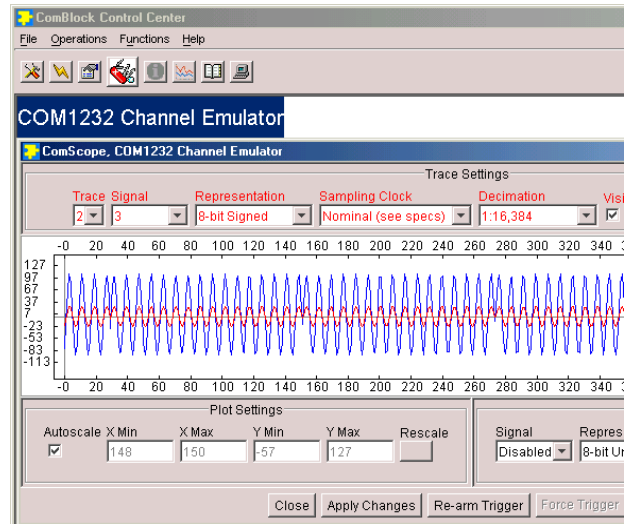 ComBlock Control Center
File Operations Functions Help
COM1232 Channel Emulator
ComScope, COM1232 Channel Emulator
Trace Settings
Trace Signal Representation Sampling Clock Decimation Visi
2 3 8-bit Signed Nominal (see specs) 1:16,384
-0 20 40 60 80 100 120 140 160 180 200 220 240 260 280 300 320 340
127
97
67
37
7
-23
-53
-83
-113
-0 20 40 60 80 100 120 140 160 180 200 220 240 260 280 300 320 340
Plot Settings
Autoscale X Min X Max Y Min Y Max Rescale Signal Repres
148 150 -57 127 Disabled 8-bit Un
Close Apply Changes Re-arm Trigger Force Trigger